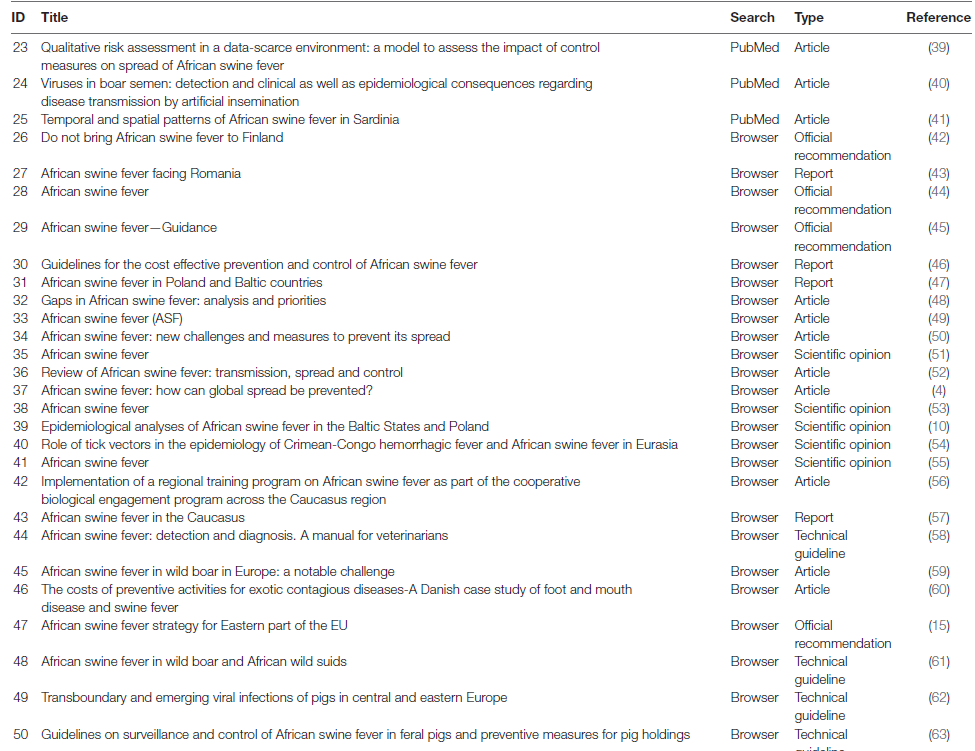 ID Title Search Type Reference
23 Qualitative risk assessment in a data-scarce environment: a model to assess the impact of control PubMed Article (39)
measures on spread of African swine fever
24 Viruses in boar semen: detection and clinical as well as epidemiological consequences regarding PubMed Article (40)
disease transmission by artificial insemination
25 Temporal and spatial patterns of African swine fever in Sardinia PubMed Article (41)
26 Do not bring African swine fever to Finland Browser Official (42)
recommendation
27 African swine fever facing Romania Browser Report (43)
28 African swine fever Browser Official (44)
recommendation
29 African swine fever—Guidance Browser Official (45)
recommendation
30 Guidelines for the cost effective prevention and control of African swine fever Browser Report (46)
31 African swine fever in Poland and Baltic countries Browser Report (47)
32 Gaps in African swine fever: analysis and priorities Browser Article (48)
33 African swine fever (ASF) Browser Article (49)
34 African swine fever: new challenges and measures to prevent its spread Browser Article (50)
35 African swine fever Browser Scientific opinion (51)
36 Review of African swine fever: transmission, spread and control Browser Article (52)
37 African swine fever: how can global spread be prevented? Browser Article (4)
38 African swine fever Browser Scientific opinion (53)
39 Epidemiological analyses of African swine fever in the Baltic States and Poland Browser Scientific opinion (10)
40 Role of tick vectors in the epidemiology of Crimean-Congo hemorrhagic fever and African swine fever in Eurasia Browser Scientific opinion (54)
41 African swine fever Browser Scientific opinion (55)
42 Implementation of a regional training program on African swine fever as part of the cooperative Browser Article (56)
biological engagement program across the Caucasus region
43 African swine fever in the Caucasus Browser Report (57)
44 African swine fever: detection and diagnosis. A manual for veterinarians Browser Technical (58)
guideline
45 African swine fever in wild boar in Europe: a notable challenge Browser Article (59)
46 The costs of preventive activities for exotic contagious diseases-A Danish case study of foot and mouth Browser Article (60)
disease and swine fever
47 African swine fever strategy for Eastern part of the EU Browser Official (15)
recommendation
48 African swine fever in wild boar and African wild suids Browser Technical (61)
guideline
49 Transboundary and emerging viral infections of pigs in central and eastern Europe Browser Technical (62)
guideline
50 Guidelines on surveillance and control of African swine fever in feral pigs and preventive measures for pig holdings Browser Technical (63)